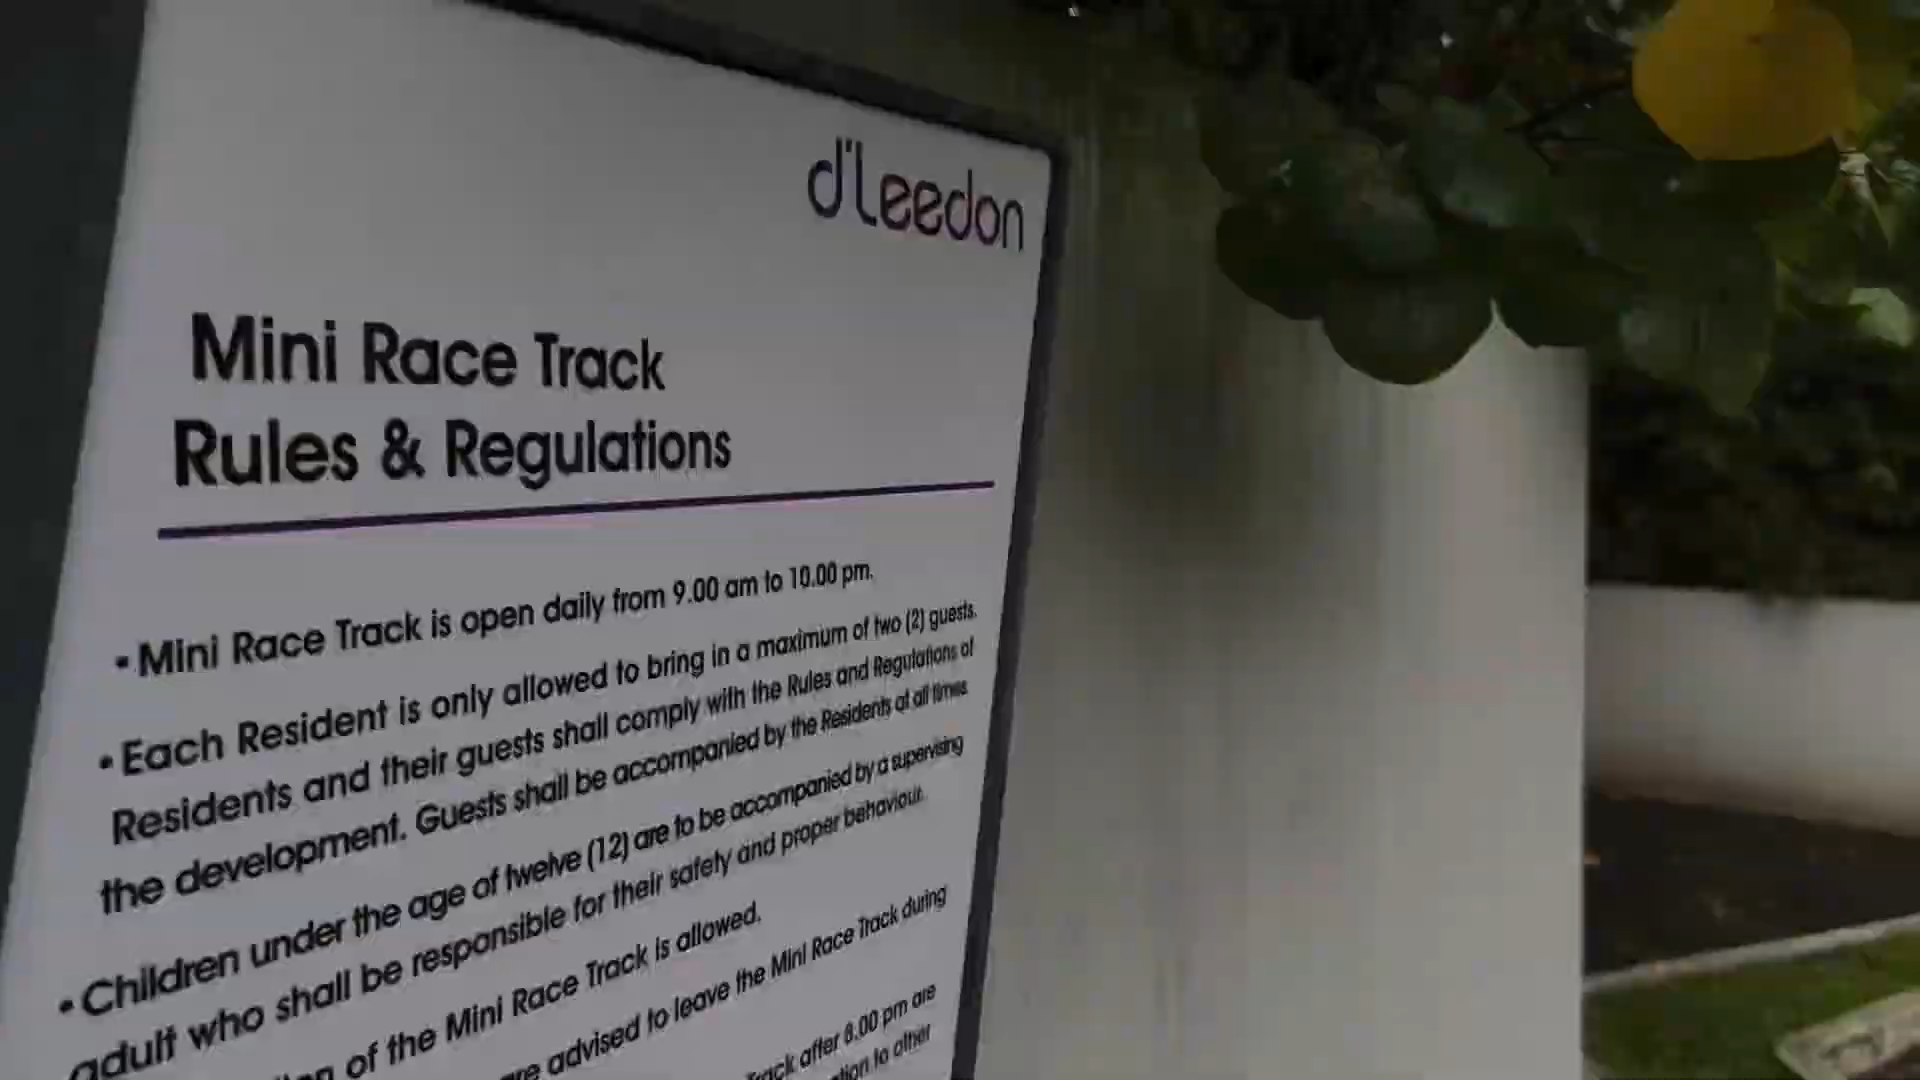 d'Leedon
Mini Race Track
Rules & Regulations
• Mini Race Track is open daily from 9.00 am to 10.00 pm.
• Each Resident is only allowed to bring in a maximum of two (2) guests.
Residents and their guests shall comply with the Rules and Regulations of
the development. Guests shall be accompanied by the Residents at all times
• Children under the age of twelve (12) are to be accompanied by a supervising
adult who shall be responsible for their safety and proper behaviour.
of the Mini Race Track is allowed.
are advised to leave the Mini Race Track during
Track after 8.00 pm are
to other